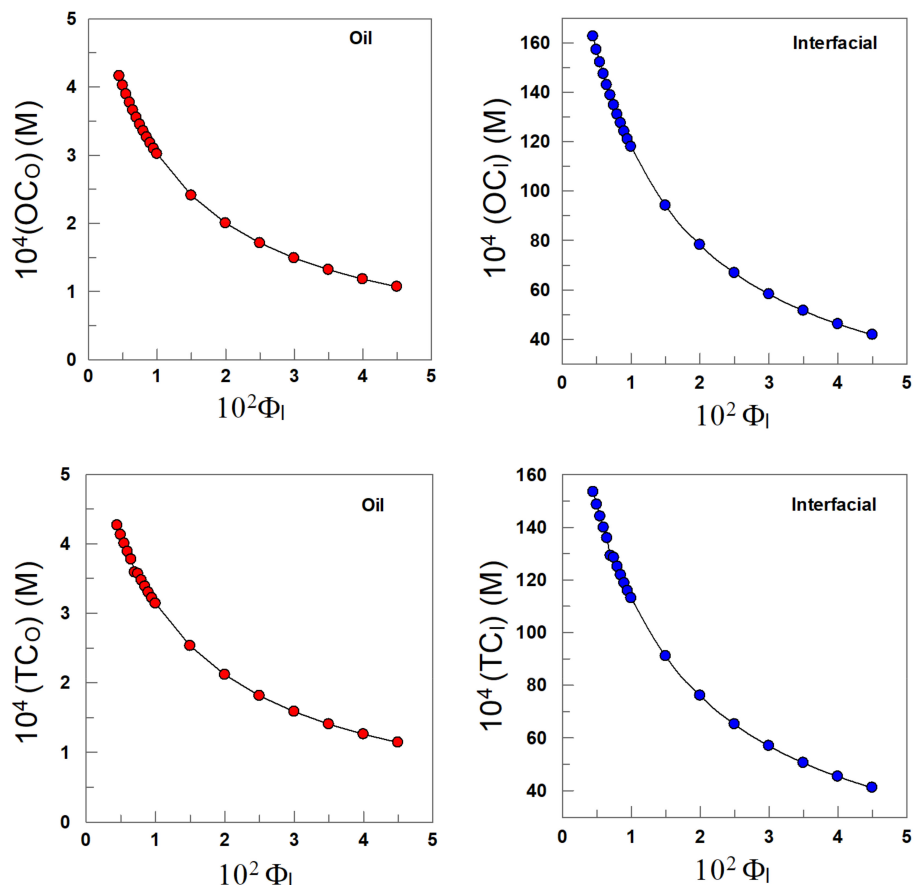 Oil
10⁴(OC_O) (M)
5
4
3
2
1
0
0 1 2 3 4 5
10²Φ_I
Interfacial
10⁴ (OC_I) (M)
160
140
120
100
80
60
40
0 1 2 3 4 5
10² Φ_I
Oil
10⁴ (TC_O) (M)
5
4
3
2
1
0
0 1 2 3 4 5
10² Φ_I
Interfacial
10⁴ (TC_I) (M)
160
140
120
100
80
60
40
0 1 2 3 4 5
10² Φ_I